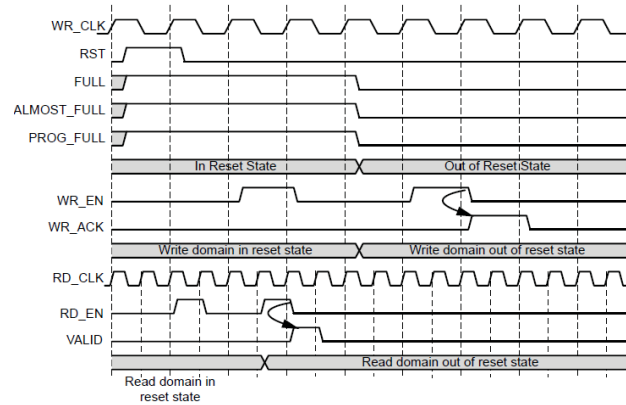 WR_CLK
RST
FULL
ALMOST_FULL
PROG_FULL
In Reset State
Out of Reset State
WR_EN
WR_ACK
Write domain in reset state
Write domain out of reset state
RD_CLK
RD_EN
VALID
Read domain out of reset state
Read domain in
reset state